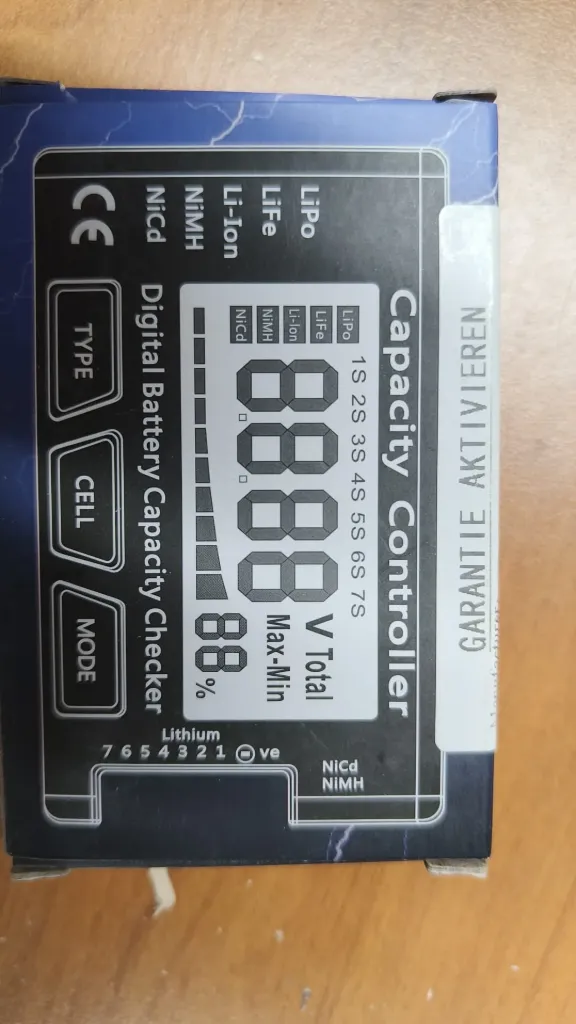 GARANTIE AKTIVIEREN
Capacity Controller
LiPo
LiFe
Li-Ion
NiMH
NiCd
CE
1S 2S 3S 4S 5S 6S 7S
LiPo
LiFe
Li-Ion
NiMH
NiCd
8.8.88 V
Total
Max-Min
88 %
Digital Battery Capacity Checker
TYPE
CELL
MODE
NiCd
NiMH
Lithium
7 6 5 4 3 2 1 ⊖ ve